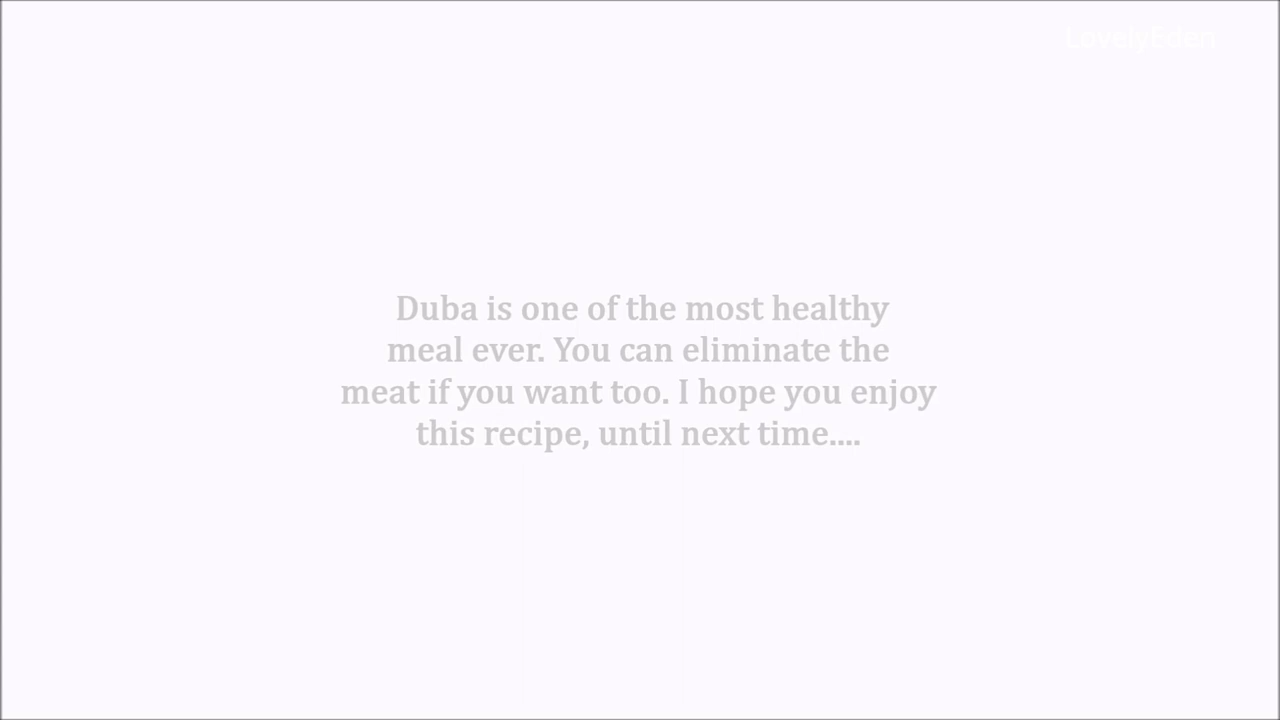 LovelyEden
Duba is one of the most healthy
meal ever. You can eliminate the
meat if you want too. I hope you enjoy
this recipe, until next time....